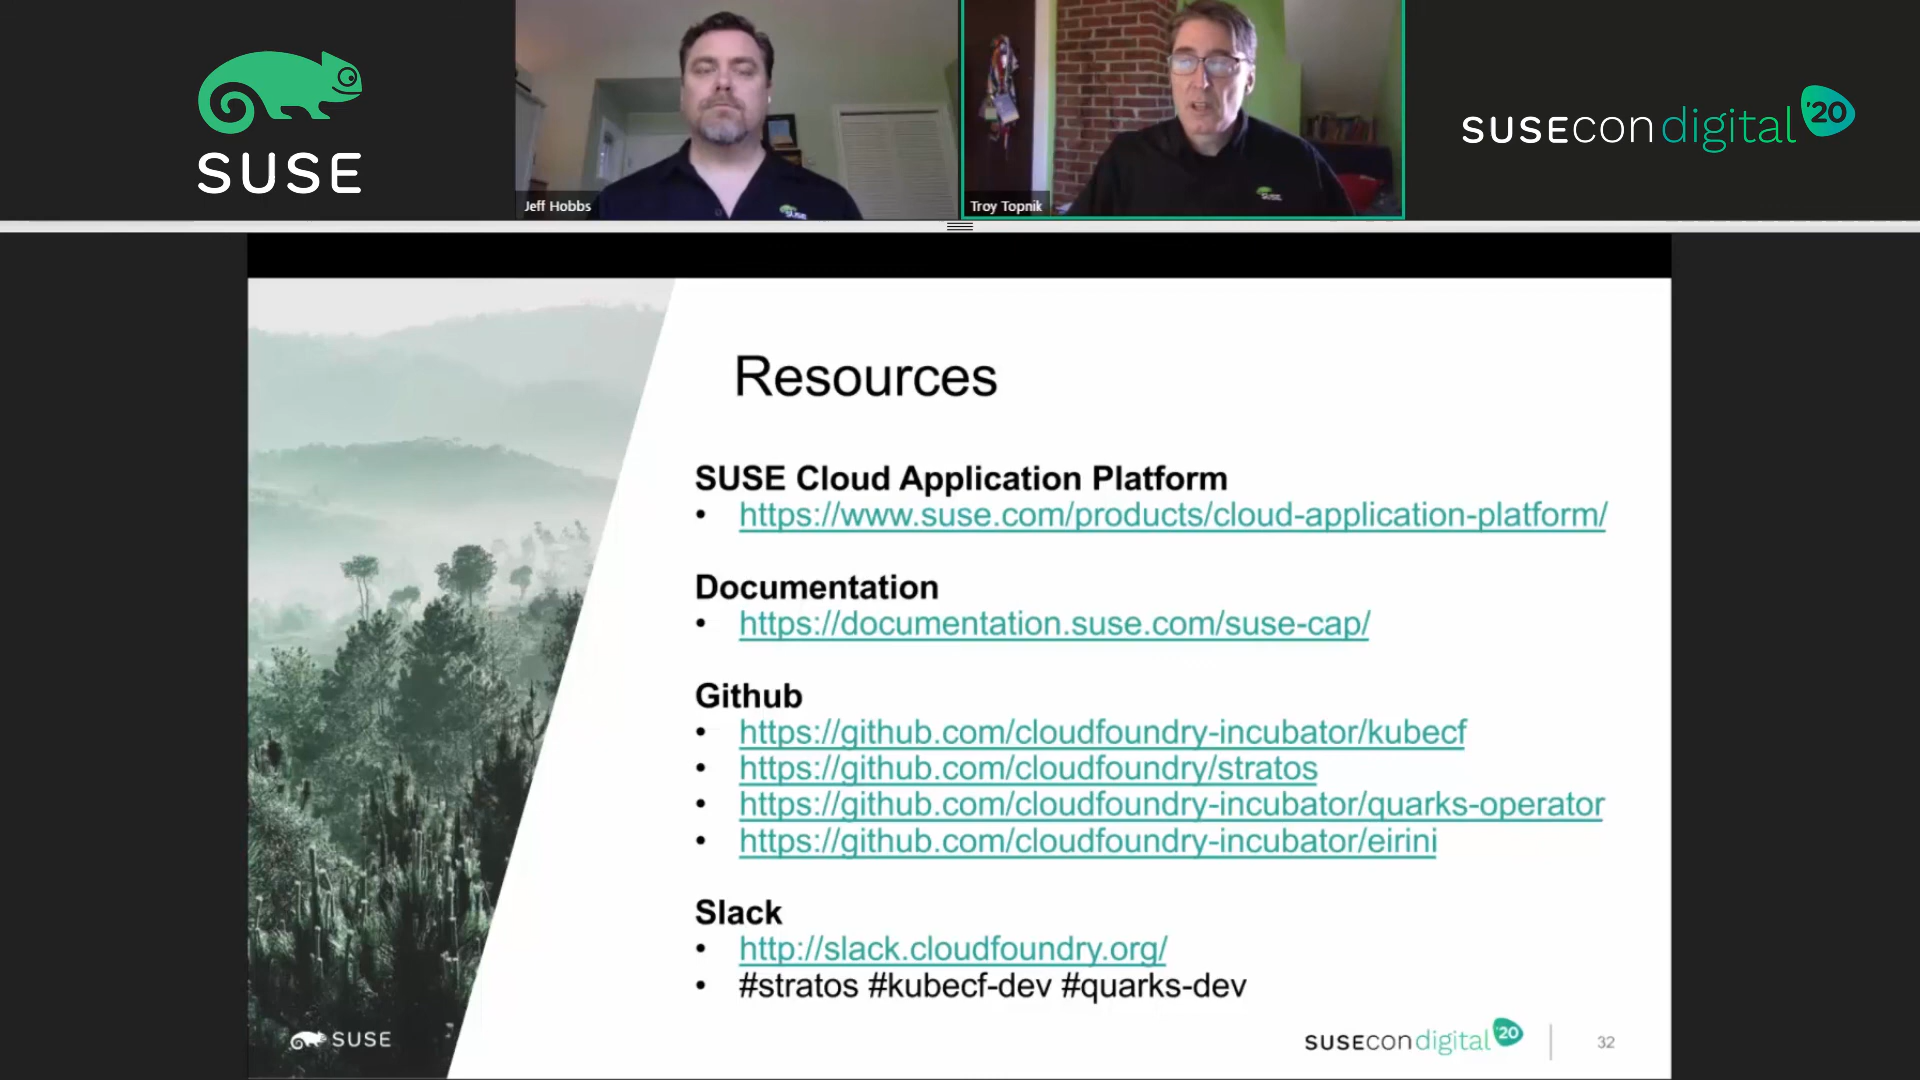 SUSE
Jeff Hobbs
Troy Topnik
SUSEcon digital '20
Resources
SUSE Cloud Application Platform
• https://www.suse.com/products/cloud-application-platform/
Documentation
• https://documentation.suse.com/suse-cap/
Github
• https://github.com/cloudfoundry-incubator/kubecf
• https://github.com/cloudfoundry/stratos
• https://github.com/cloudfoundry-incubator/quarks-operator
• https://github.com/cloudfoundry-incubator/eirini
Slack
• http://slack.cloudfoundry.org/
• #stratos #kubecf-dev #quarks-dev
SUSE
SUSEcon digital '20
32